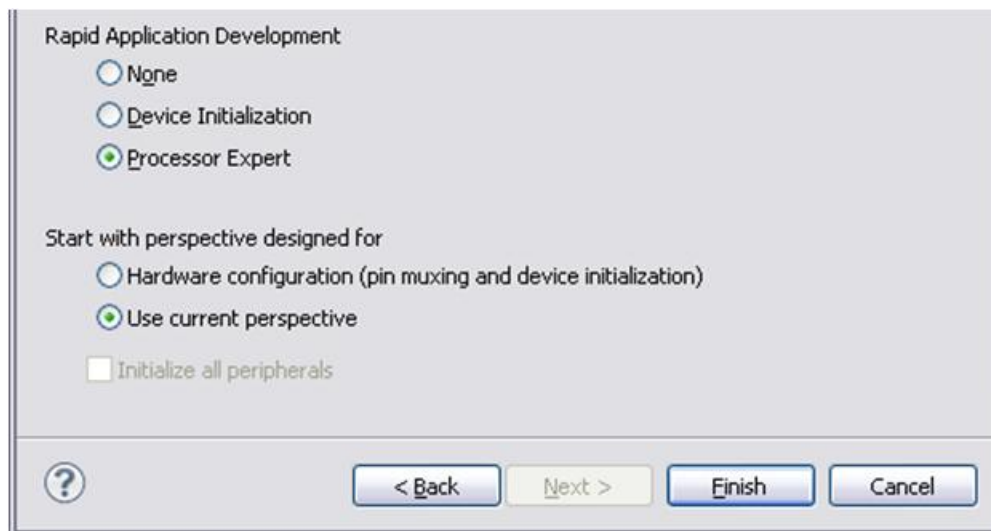 Rapid Application Development
None
Device Initialization
Processor Expert
Start with perspective designed for
Hardware configuration (pin muxing and device initialization)
Use current perspective
Initialize all peripherals
? < Back Next > Finish Cancel